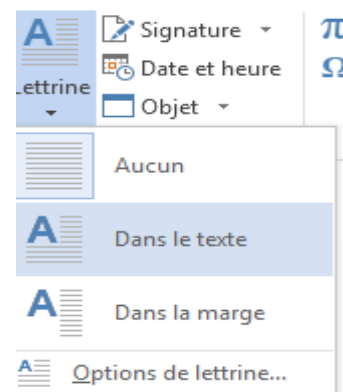 Signature
Date et heure
Lettrine
Objet
Aucun
Dans le texte
Dans la marge
Options de lettrine...
π
Ω